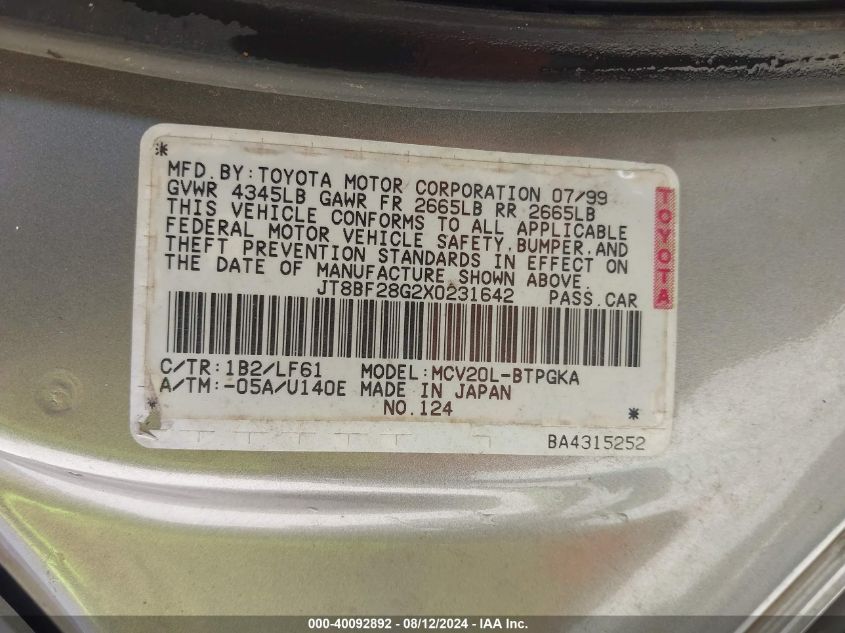 MFD.BY:TOYOTA MOTOR CORPORATION 07/99
GVWR 4345LB GAWR FR 2665LB RR 2665LB
THIS VEHICLE CONFORMS TO ALL APPLICABLE
FEDERAL MOTOR VEHICLE SAFETY,BUMPER,AND
THEFT PREVENTION STANDARDS IN EFFECT ON
THE DATE OF MANUFACTURE SHOWN ABOVE.
JT8BF28G2X0231642 PASS.CAR
TOYOTA
C/TR:1B2/LF61 MODEL:MCV20L-BTPGKA
A/TM:-05A/U140E MADE IN JAPAN
NO.124
BA4315252
000-40092892 - 08/12/2024 - IAA Inc.